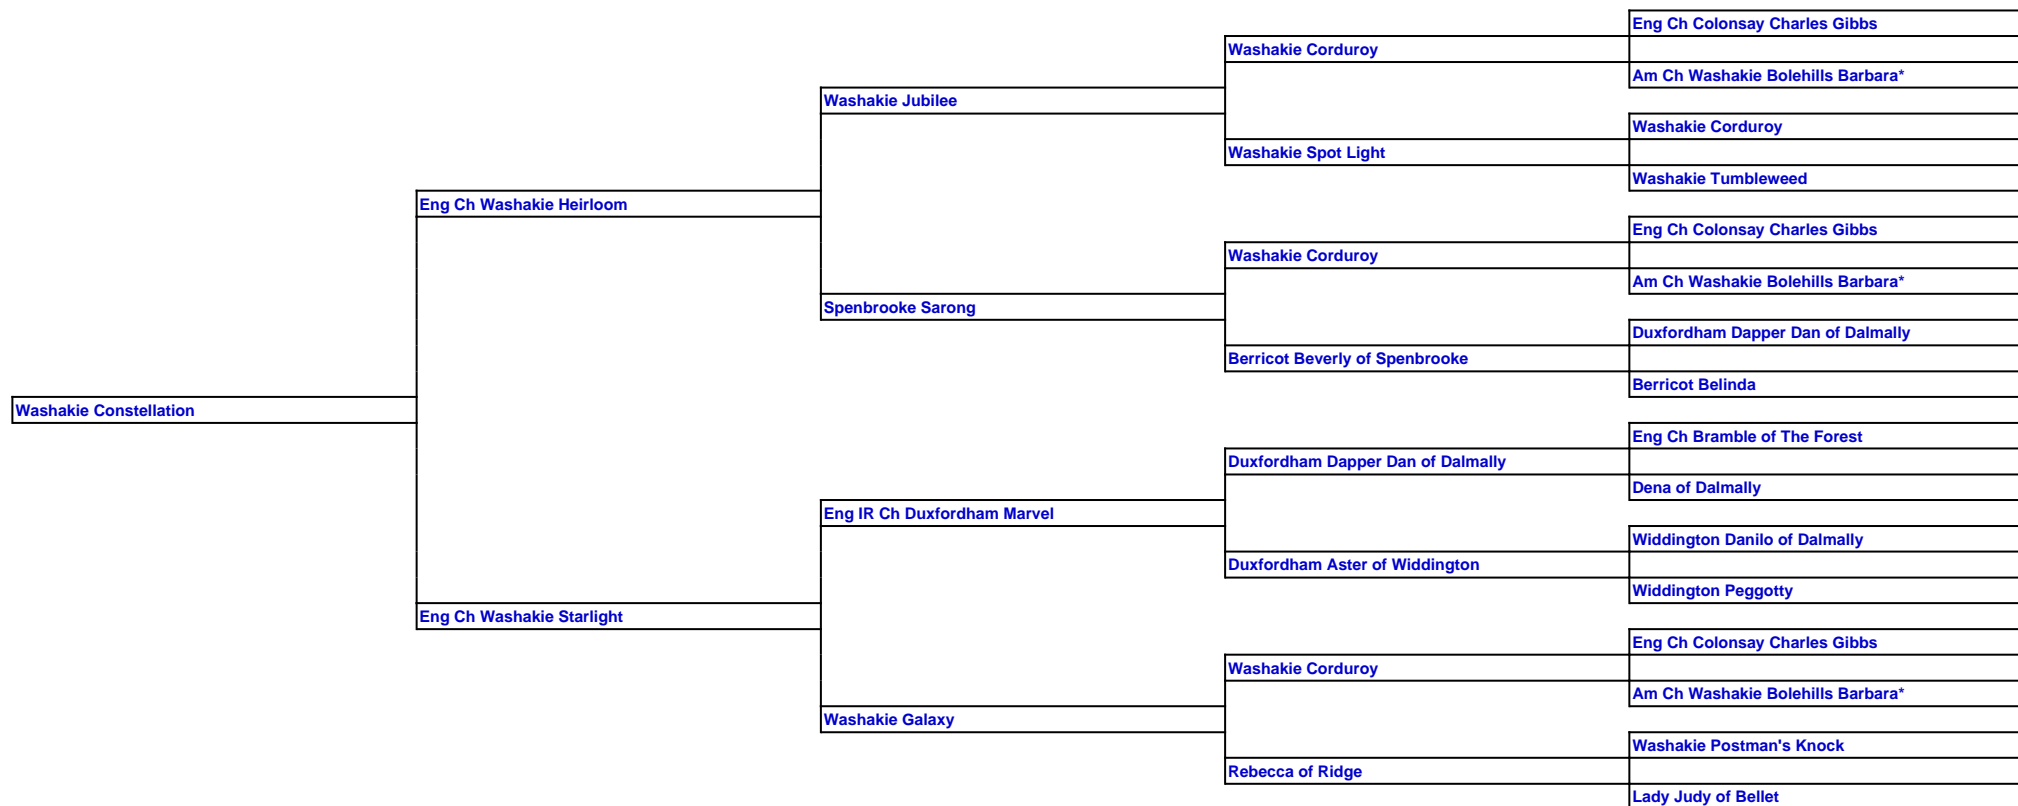 Eng Ch Colonsay Charles Gibbs
Washakie Corduroy
Am Ch Washakie Bolehills Barbara*
Washakie Jubilee
Washakie Corduroy
Washakie Spot Light
Washakie Tumbleweed
Eng Ch Washakie Heirloom
Eng Ch Colonsay Charles Gibbs
Washakie Corduroy
Am Ch Washakie Bolehills Barbara*
Spenbrooke Sarong
Duxfordham Dapper Dan of Dalmally
Berricot Beverly of Spenbrooke
Berricot Belinda
Washakie Constellation
Eng Ch Bramble of The Forest
Duxfordham Dapper Dan of Dalmally
Dena of Dalmally
Eng IR Ch Duxfordham Marvel
Widdington Danilo of Dalmally
Duxfordham Aster of Widdington
Widdington Peggotty
Eng Ch Washakie Starlight
Eng Ch Colonsay Charles Gibbs
Washakie Corduroy
Am Ch Washakie Bolehills Barbara*
Washakie Galaxy
Washakie Postman's Knock
Rebecca of Ridge
Lady Judy of Bellet